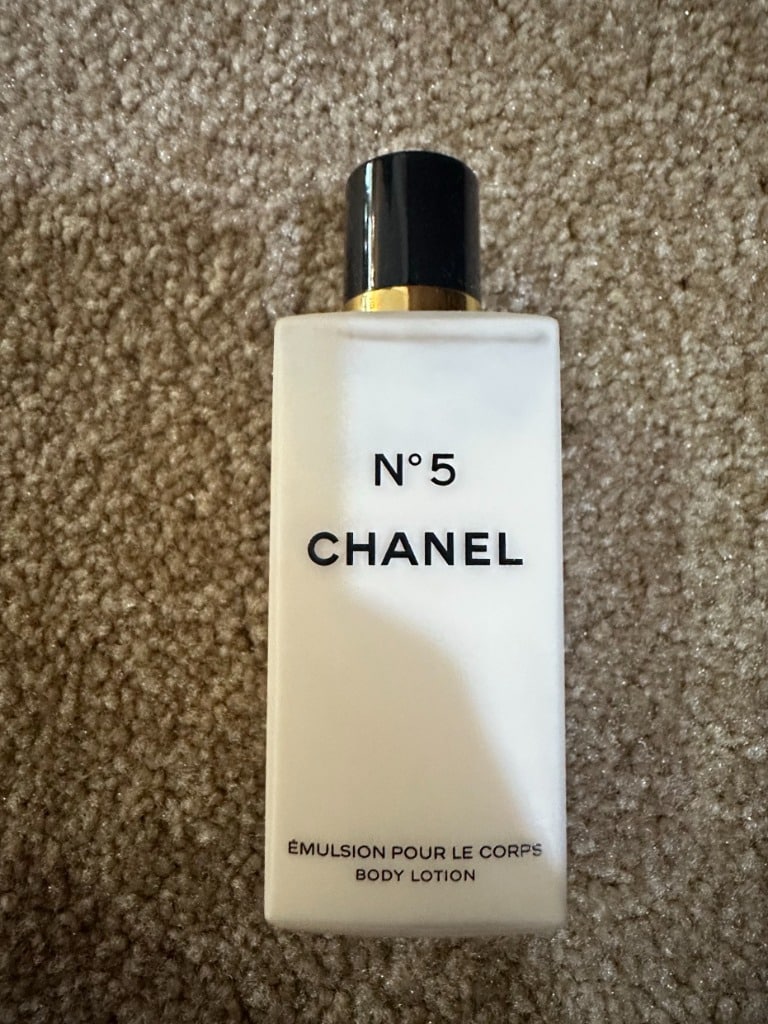 N°5
CHANEL
ÉMULSION POUR LE CORPS
BODY LOTION